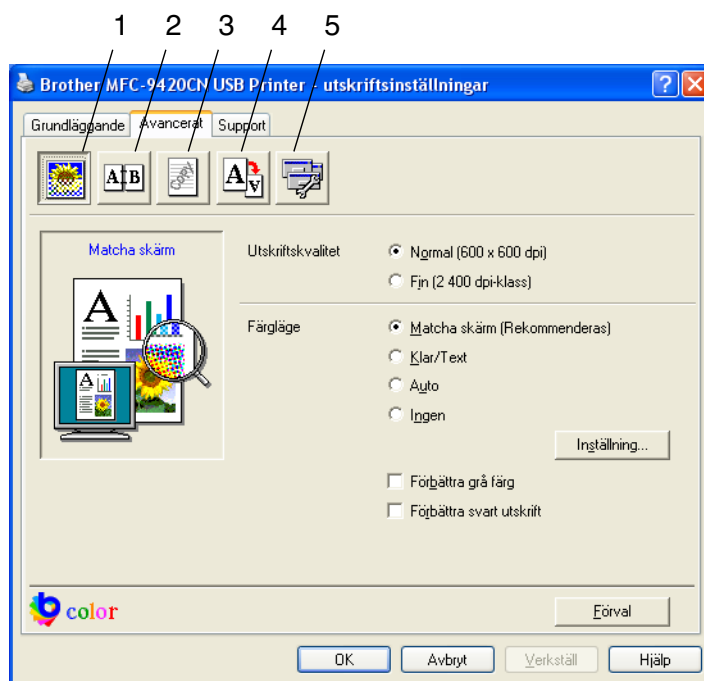 1 2 3 4 5
Brother MFC-9420CN USB Printer - utskriftsinställningar
Grundläggande Avancerat Support
A B Copy A A
Matcha skärm
A
A
Utskriftskvalitet
Normal (600 x 600 dpi)
Fin (2 400 dpi-klass)
Färgläge
Matcha skärm (Rekommenderas)
Klar/Text
Auto
Ingen
Inställning...
Förbättra grå färg
Förbättra svart utskrift
color
Förval
OK Avbryt Verkställ Hjälp